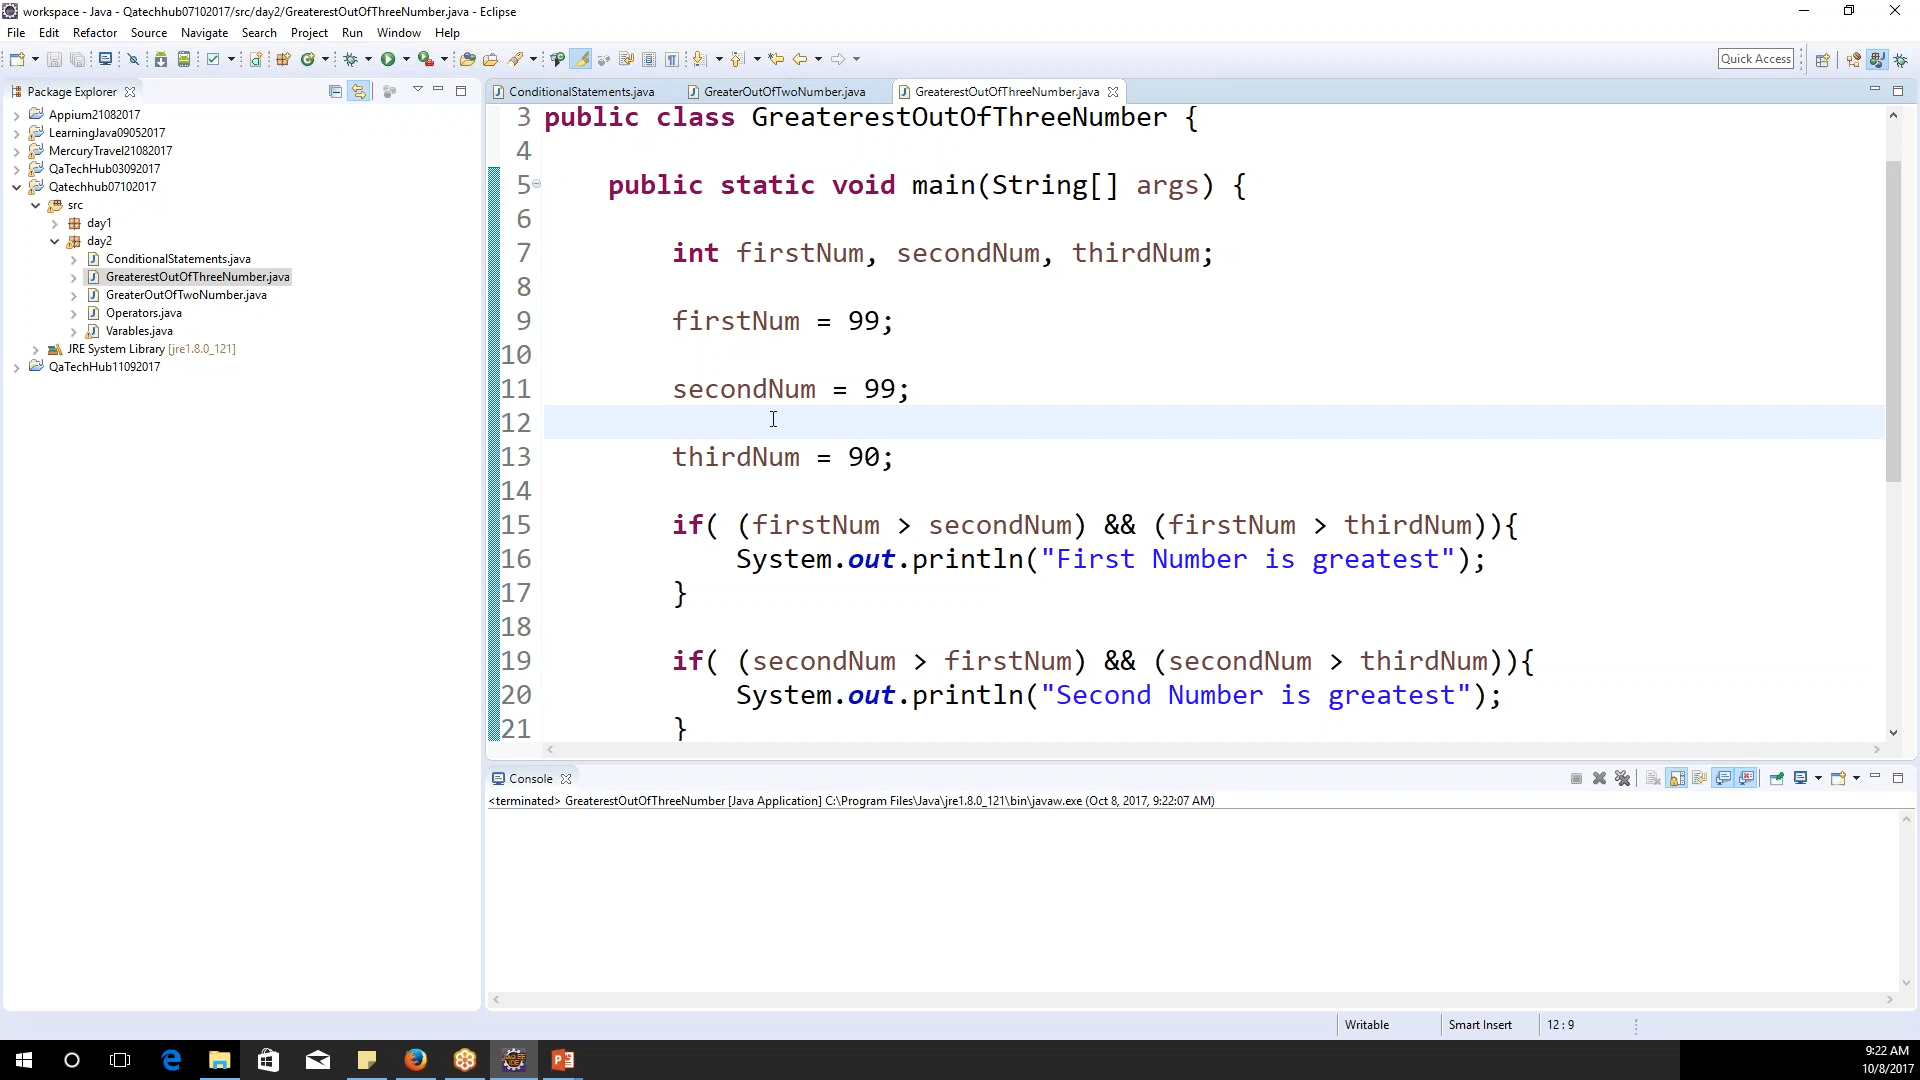 workspace - Java - Qatechhub07102017/src/day2/GreaterestOutOfThreeNumber.java - Eclipse
File Edit Refactor Source Navigate Search Project Run Window Help
Quick Access
Package Explorer
ConditionalStatements.java GreaterOutOfTwoNumber.java GreaterestOutOfThreeNumber.java
Appium21082017
LearningJava09052017
MercuryTravel21082017
QaTechHub03092017
Qatechhub07102017
src
day1
day2
ConditionalStatements.java
GreaterestOutOfThreeNumber.java
GreaterOutOfTwoNumber.java
Operators.java
Varables.java
JRE System Library [jre1.8.0_121]
QaTechHub11092017
3 public class GreaterestOutOfThreeNumber {
4
5 public static void main(String[] args) {
6
7 int firstNum, secondNum, thirdNum;
8
9 firstNum = 99;
10
11 secondNum = 99;
12
13 thirdNum = 90;
14
15 if( (firstNum > secondNum) && (firstNum > thirdNum)){
16 System.out.println("First Number is greatest");
17 }
18
19 if( (secondNum > firstNum) && (secondNum > thirdNum)){
20 System.out.println("Second Number is greatest");
21 }
Console
<terminated> GreaterestOutOfThreeNumber [Java Application] C:\Program Files\Java\jre1.8.0_121\bin\javaw.exe (Oct 8, 2017, 9:22:07 AM)
Writable Smart Insert 12 : 9
9:22 AM
10/8/2017